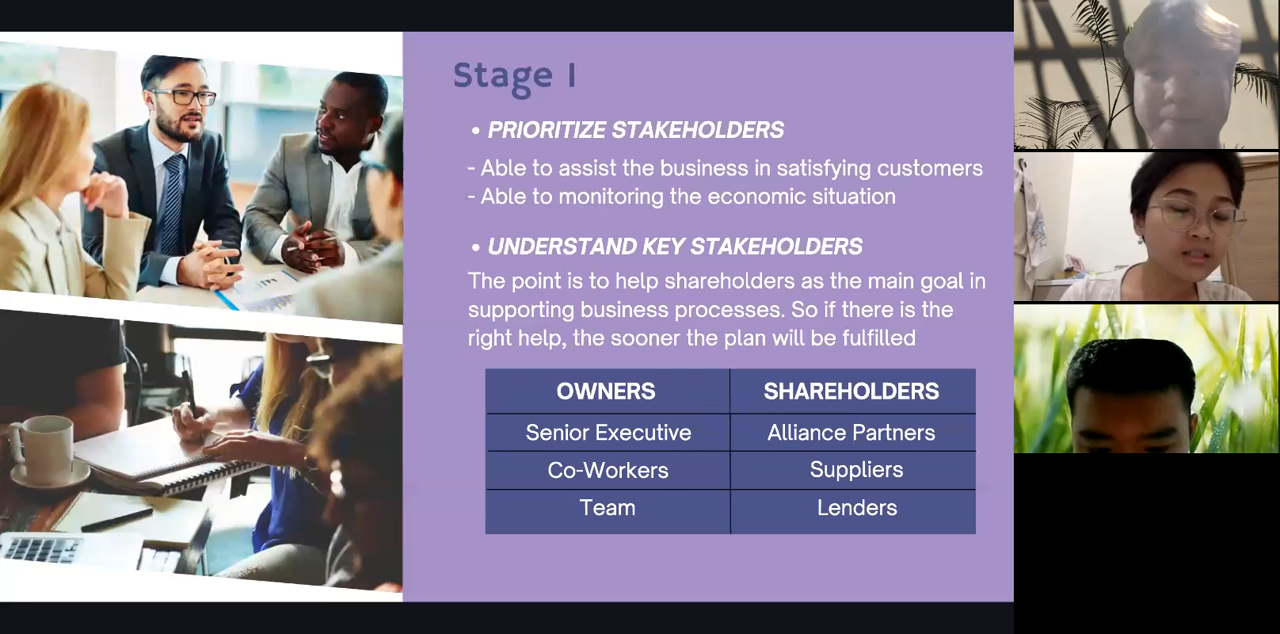 Stage I
• PRIORITIZE STAKEHOLDERS
- Able to assist the business in satisfying customers
- Able to monitoring the economic situation
• UNDERSTAND KEY STAKEHOLDERS
The point is to help shareholders as the main goal in
supporting business processes. So if there is the
right help, the sooner the plan will be fulfilled
OWNERS SHAREHOLDERS
Senior Executive Alliance Partners
Co-Workers Suppliers
Team Lenders